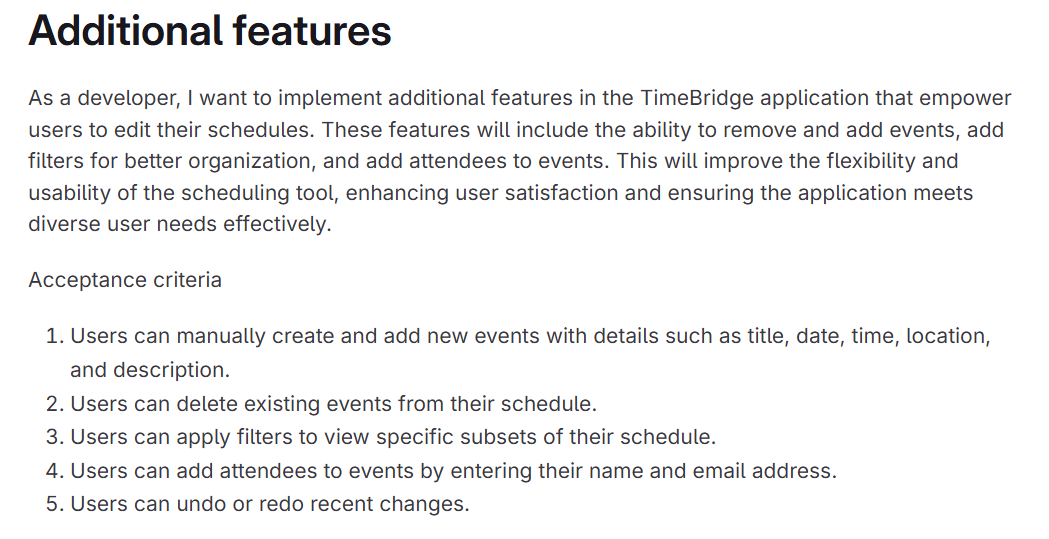 Additional features
As a developer, I want to implement additional features in the TimeBridge application that empower
users to edit their schedules. These features will include the ability to remove and add events, add
filters for better organization, and add attendees to events. This will improve the flexibility and
usability of the scheduling tool, enhancing user satisfaction and ensuring the application meets
diverse user needs effectively.
Acceptance criteria
1. Users can manually create and add new events with details such as title, date, time, location,
and description.
2. Users can delete existing events from their schedule.
3. Users can apply filters to view specific subsets of their schedule.
4. Users can add attendees to events by entering their name and email address.
5. Users can undo or redo recent changes.